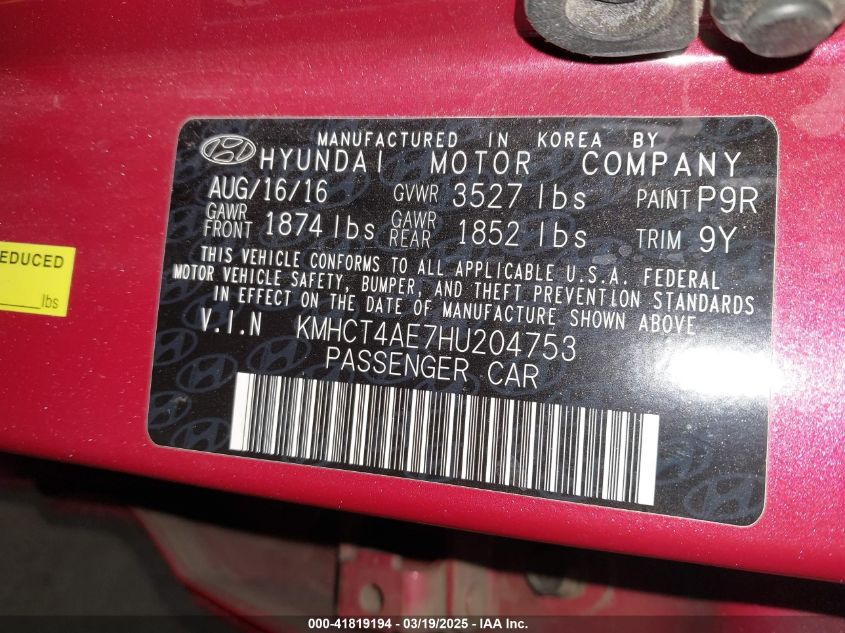 MANUFACTURED IN KOREA BY
HYUNDAI MOTOR COMPANY
AUG/16/16 GVWR 3527 lbs PAINT P9R
GAWR FRONT 1874 lbs GAWR REAR 1852 lbs TRIM 9Y
THIS VEHICLE CONFORMS TO ALL APPLICABLE U.S.A. FEDERAL
MOTOR VEHICLE SAFETY, BUMPER, AND THEFT PREVENTION STANDARDS
IN EFFECT ON THE DATE OF MANUFACTURE SHOWN ABOVE
V.I.N KMHCT4AE7HU204753
PASSENGER CAR
EDUCED
lbs
000-41819194 - 03/19/2025 - IAA Inc.